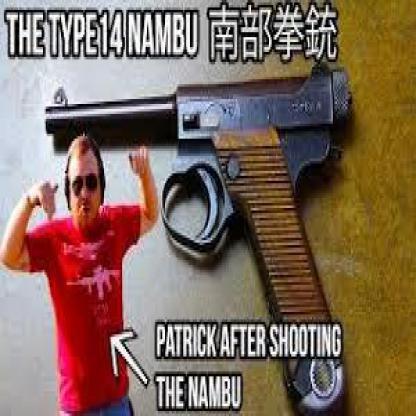 THE TYPE 14 NAMBU 南部拳銃
PATRICK AFTER SHOOTING
THE NAMBU